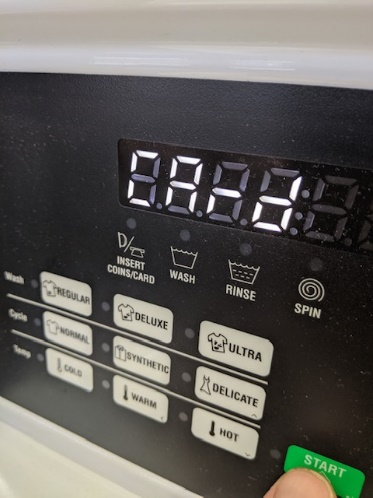 CArd
INSERT
COINS/CARD
WASH
RINSE
SPIN
Wash REGULAR DELUXE ULTRA
Cycle NORMAL SYNTHETIC DELICATE
Temp COLD WARM HOT
START